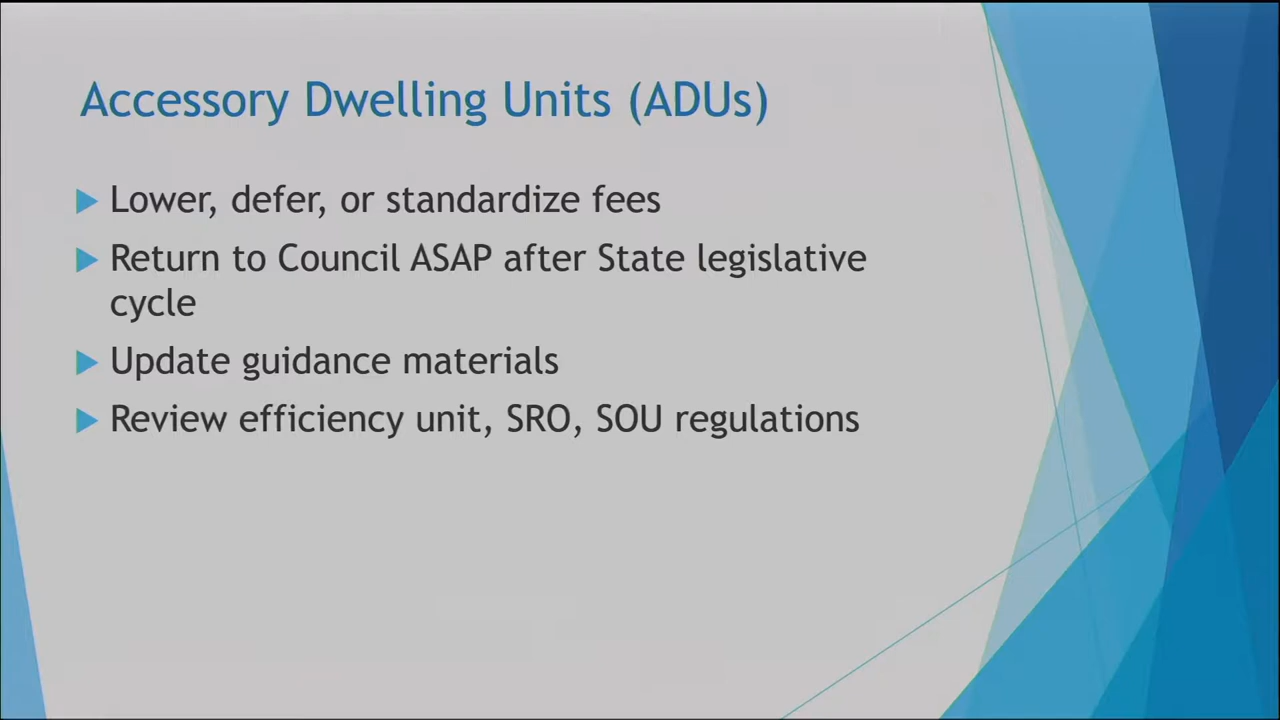 Accessory Dwelling Units (ADUs)
Lower, defer, or standardize fees
Return to Council ASAP after State legislative
cycle
Update guidance materials
Review efficiency unit, SRO, SOU regulations